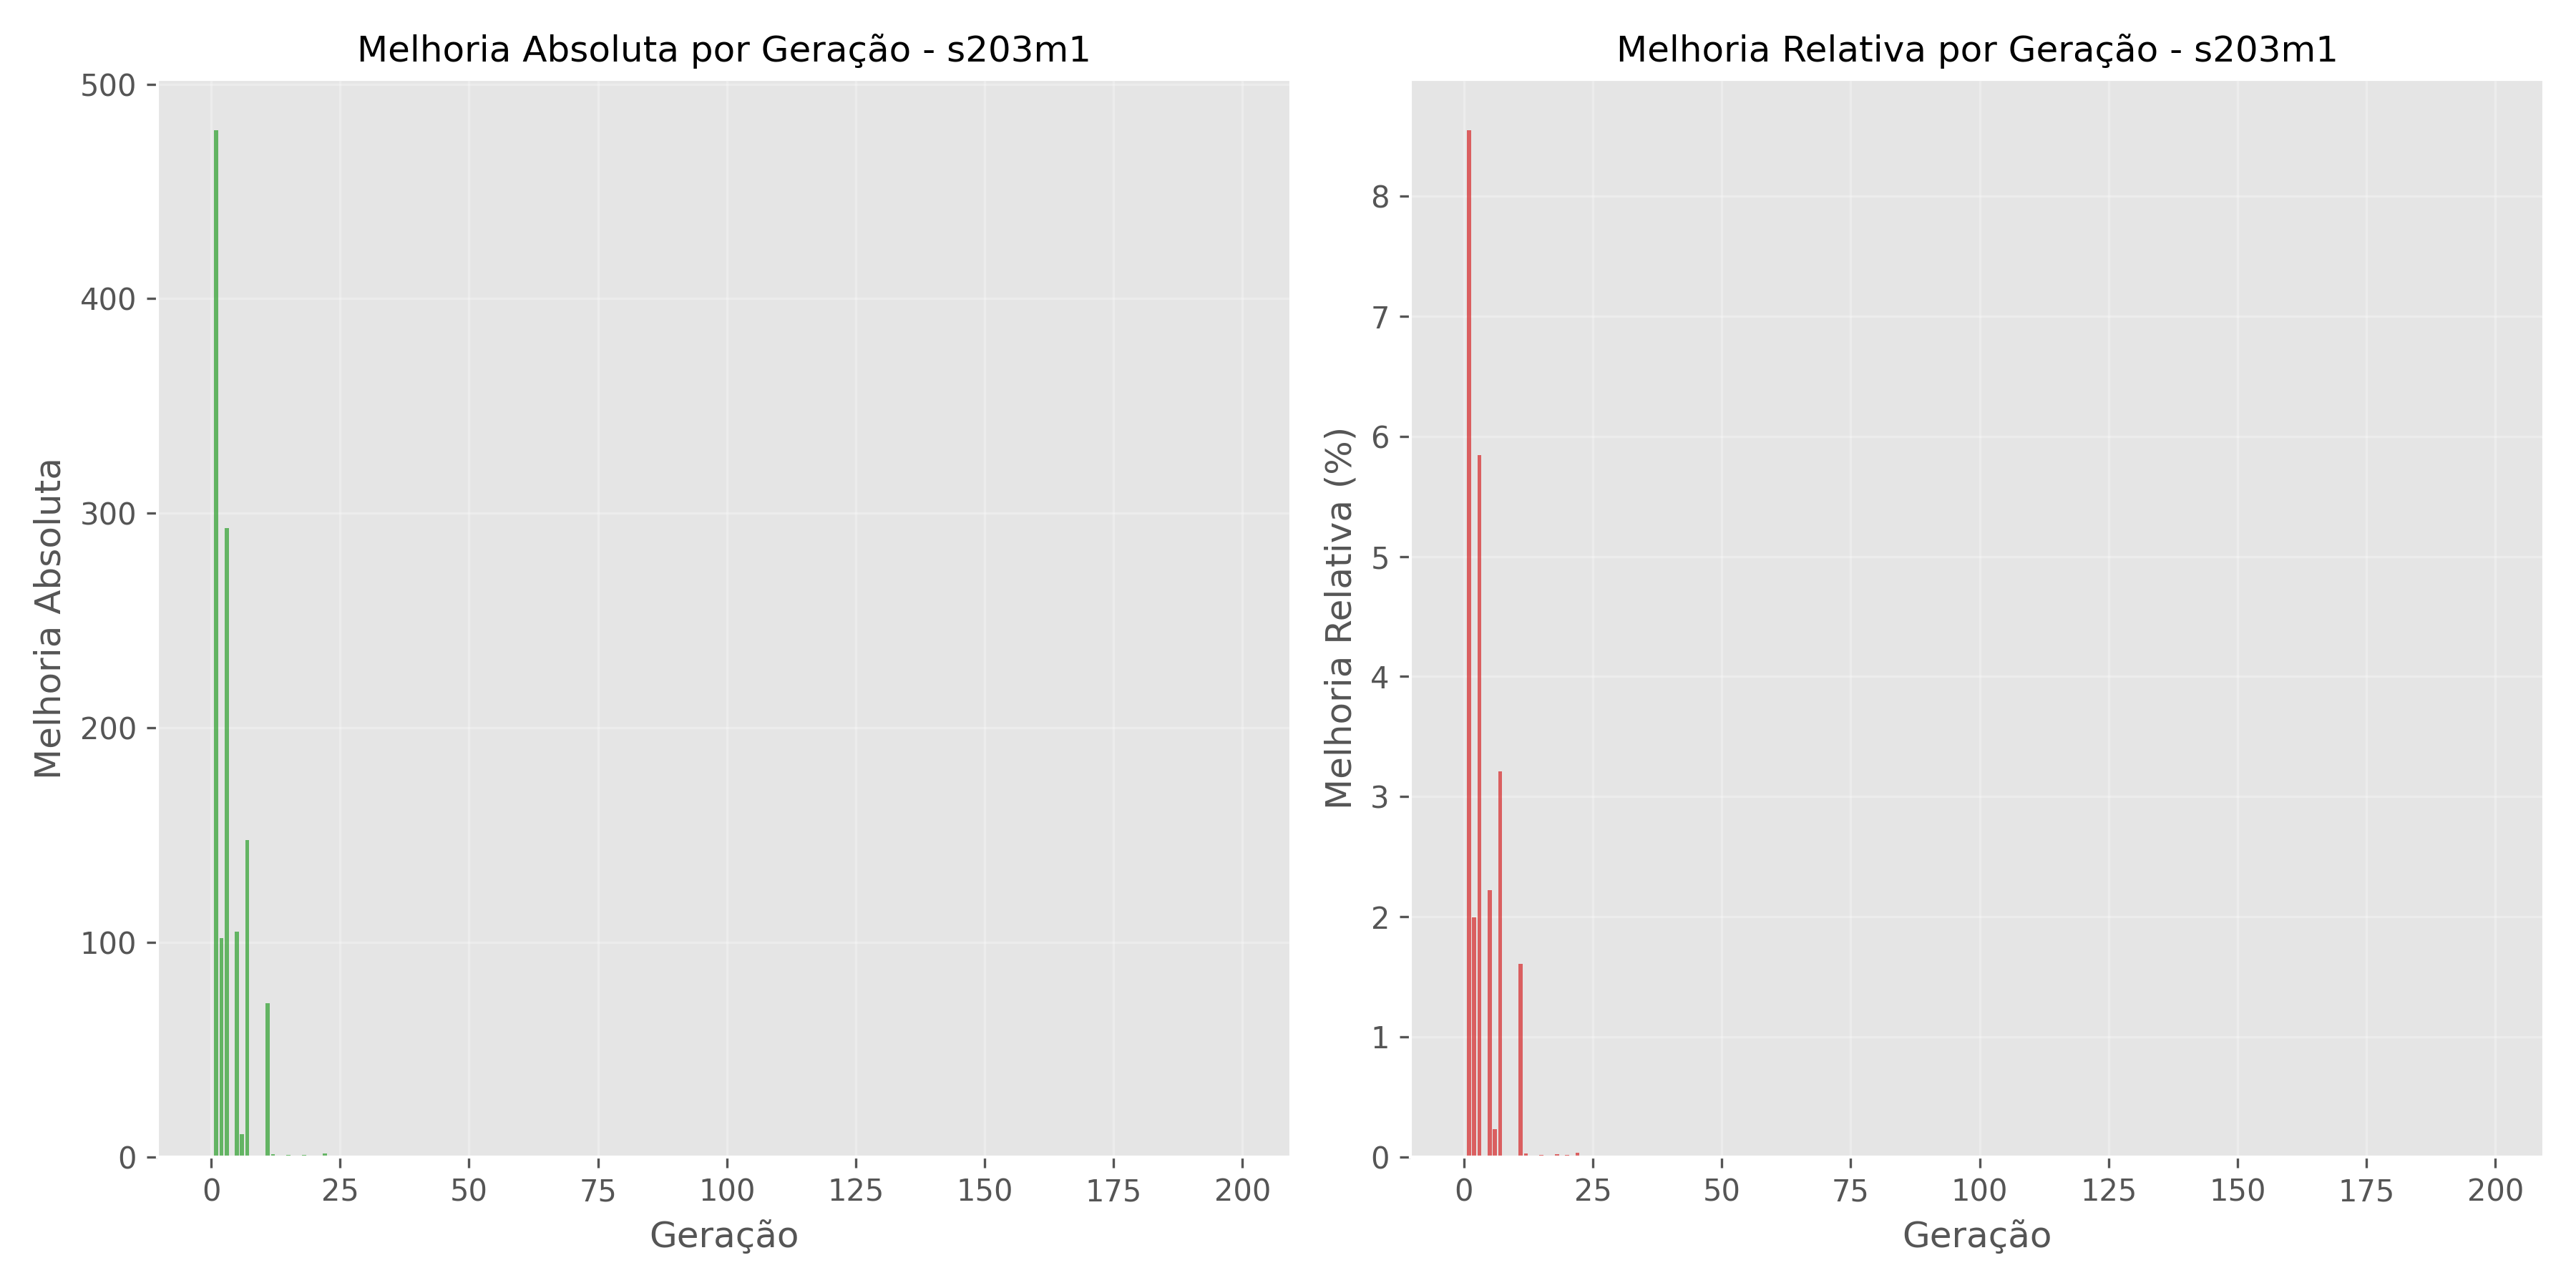 Melhoria Absoluta por Geração - s203m1
500
400
300
200
100
0
Melhoria Absoluta
0 25 50 75 100 125 150 175 200
Geração
Melhoria Relativa por Geração - s203m1
8
7
6
5
4
3
2
1
0
Melhoria Relativa (%)
0 25 50 75 100 125 150 175 200
Geração